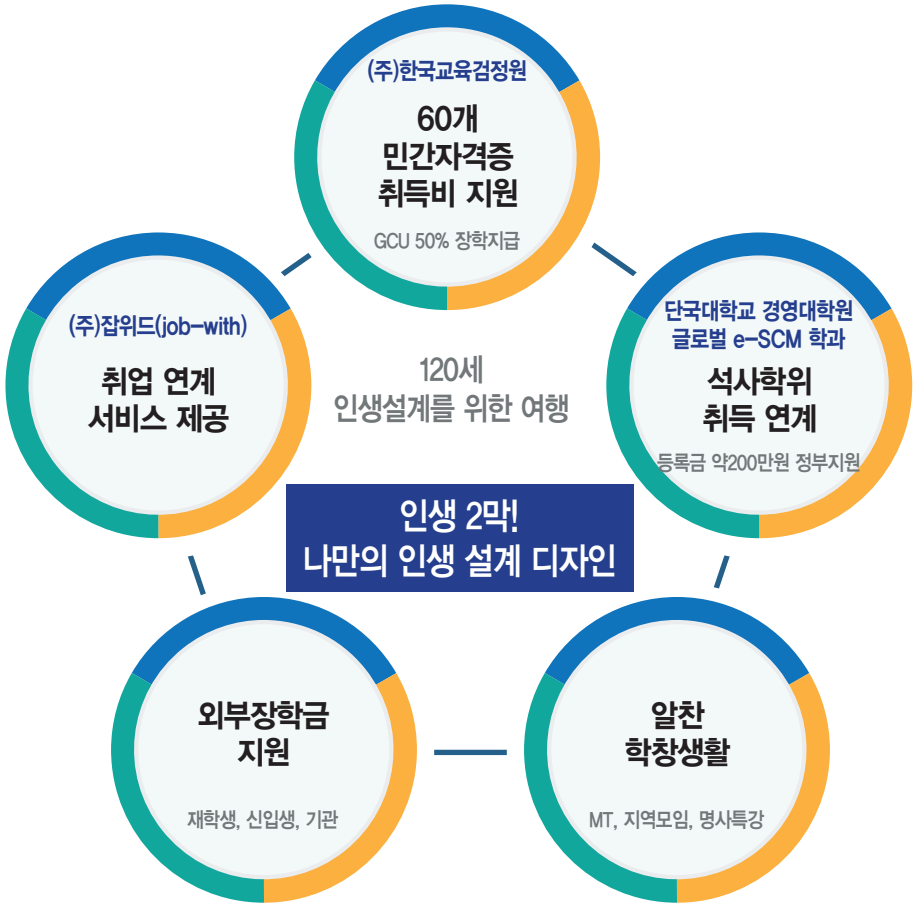 (주)한국교육검정원
60개
민간자격증
취득비 지원
GCU 50% 장학지급
(주)잡위드(job-with)
취업 연계
서비스 제공
120세
인생설계를 위한 여행
단국대학교 경영대학원
글로벌 e-SCM 학과
석사학위
취득 연계
등록금 약200만원 정부지원
인생 2막!
나만의 인생 설계 디자인
외부장학금
지원
재학생, 신입생, 기관
알찬
학창생활
MT, 지역모임, 명사특강